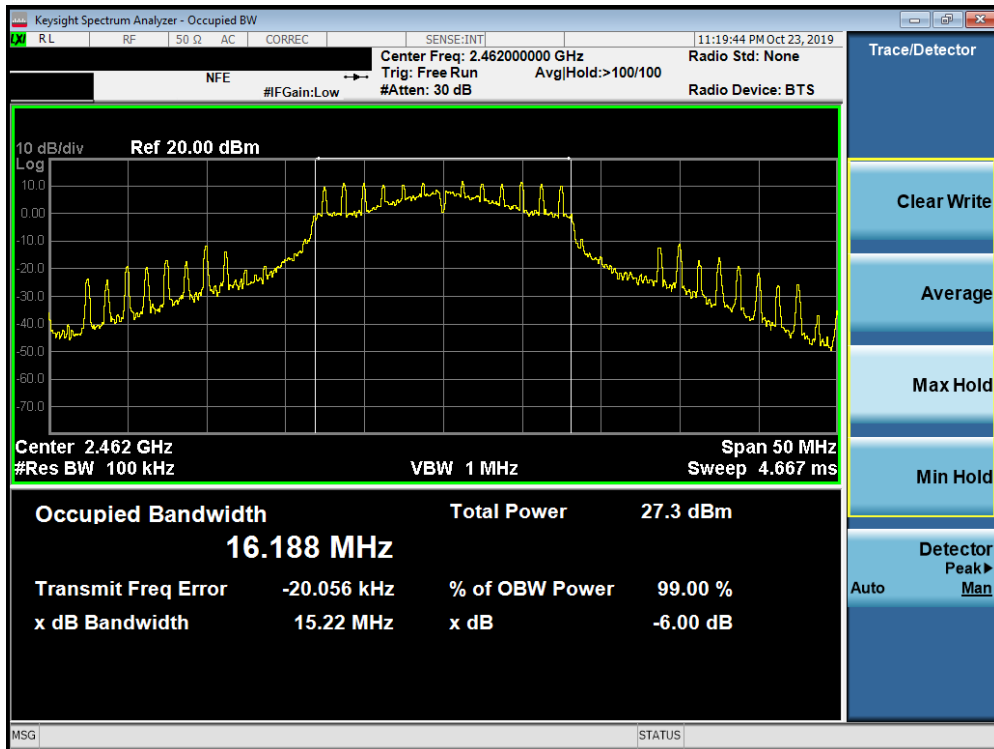 Keysight Spectrum Analyzer - Occupied BW
LXI RL RF 50 Ω AC CORREC SENSE:INT 11:19:44 PM Oct 23, 2019
Center Freq: 2.462000000 GHz Radio Std: None
NFE Trig: Free Run Avg|Hold:>100/100
#IFGain:Low #Atten: 30 dB Radio Device: BTS
Trace/Detector
10 dB/div Ref 20.00 dBm
Log
10.0
0.00
-10.0
-20.0
-30.0
-40.0
-50.0
-60.0
-70.0
Center 2.462 GHz Span 50 MHz
#Res BW 100 kHz VBW 1 MHz Sweep 4.667 ms
Occupied Bandwidth Total Power 27.3 dBm
16.188 MHz
Transmit Freq Error -20.056 kHz % of OBW Power 99.00 %
x dB Bandwidth 15.22 MHz x dB -6.00 dB
Clear Write
Average
Max Hold
Min Hold
Detector
Peak▶
Auto Man
MSG STATUS